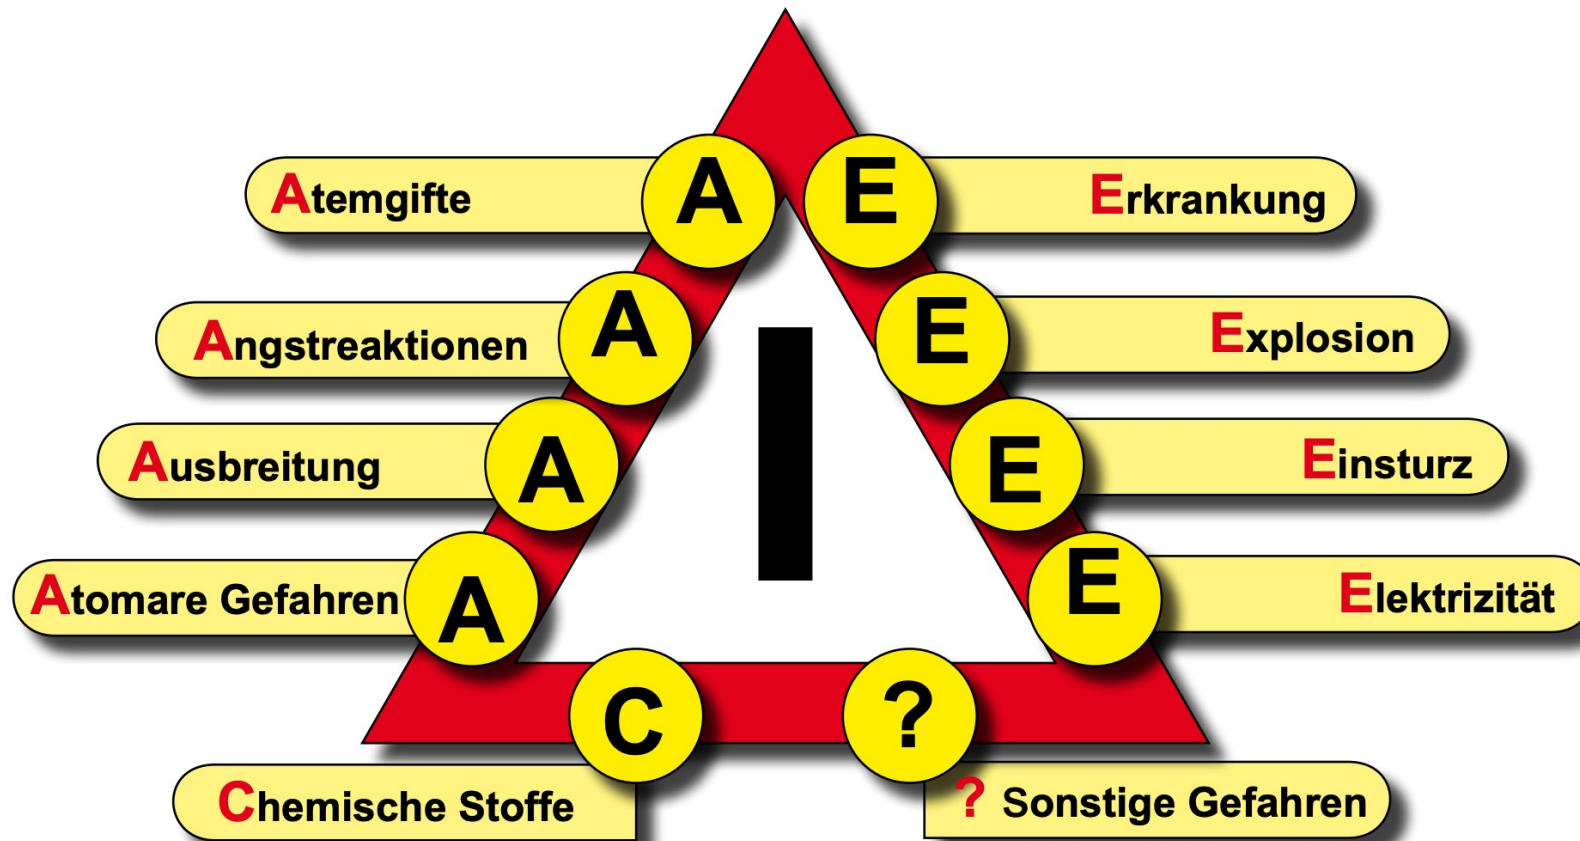 Atemgifte A E Erkrankung
Angstreaktionen A E Explosion
I
Ausbreitung A E Einsturz
Atomare Gefahren A E Elektrizität
C ?
Chemische Stoffe ? Sonstige Gefahren